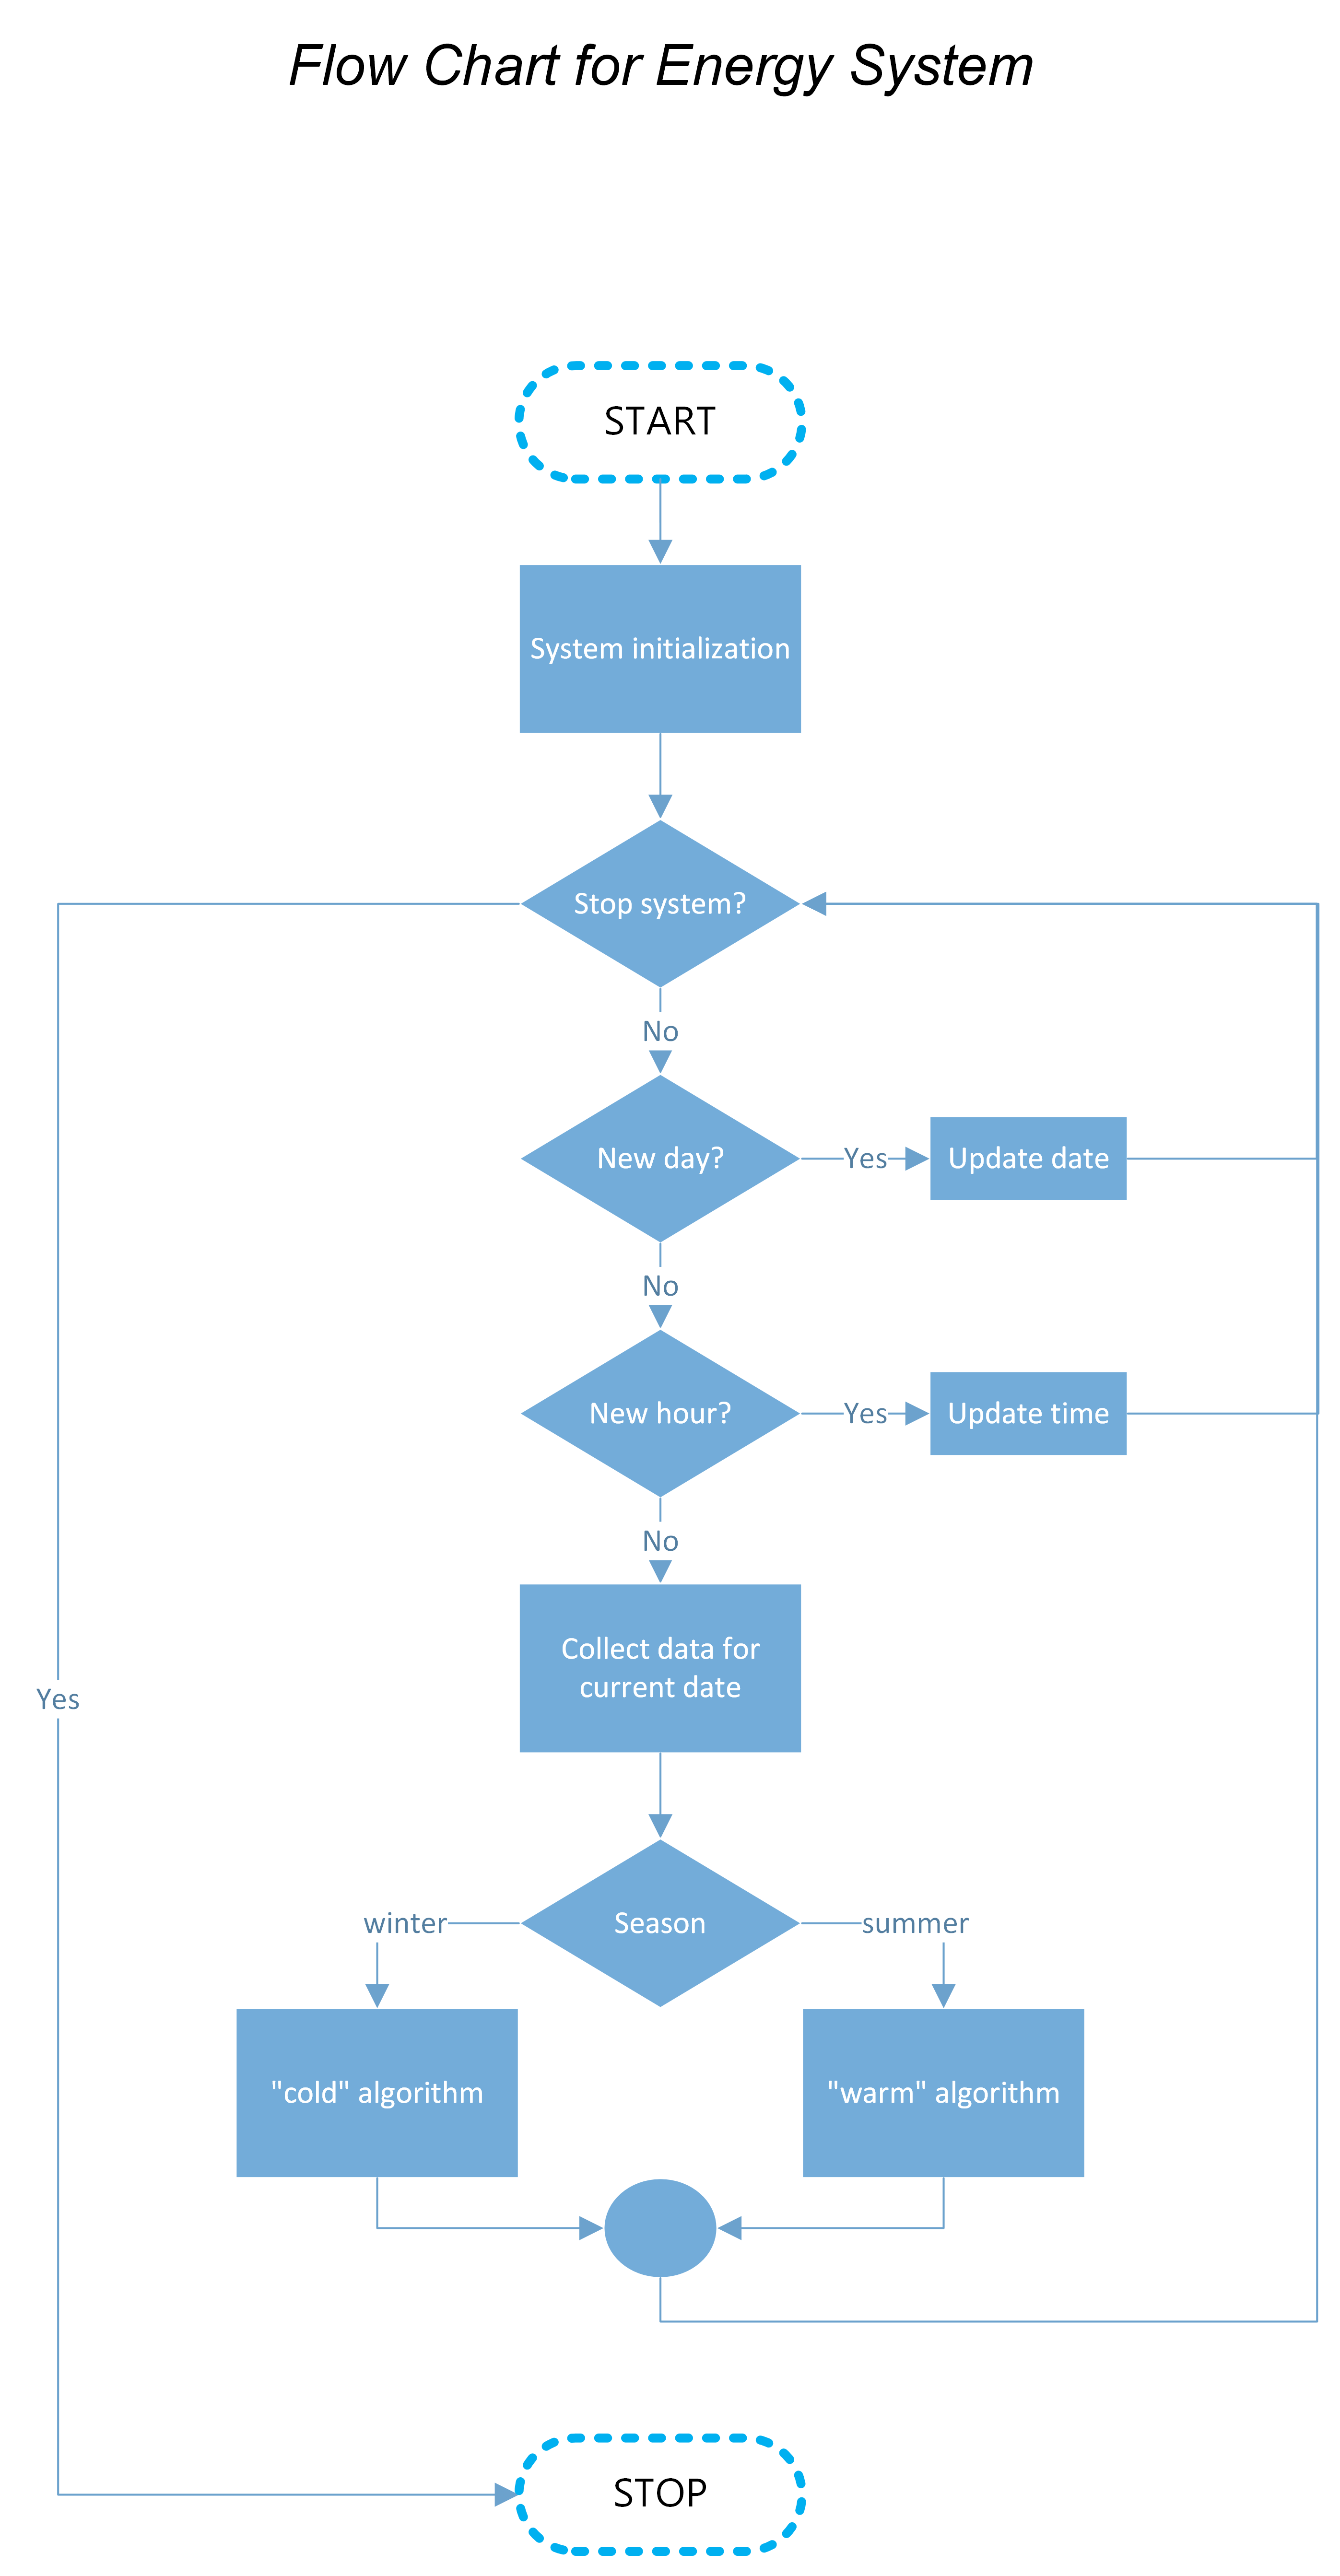 Flow Chart for Energy System
START
System initialization
Stop system?
No
New day?
Yes
Update date
No
New hour?
Yes
Update time
No
Collect data for
current date
Yes
winter
Season
summer
"cold" algorithm
"warm" algorithm
STOP